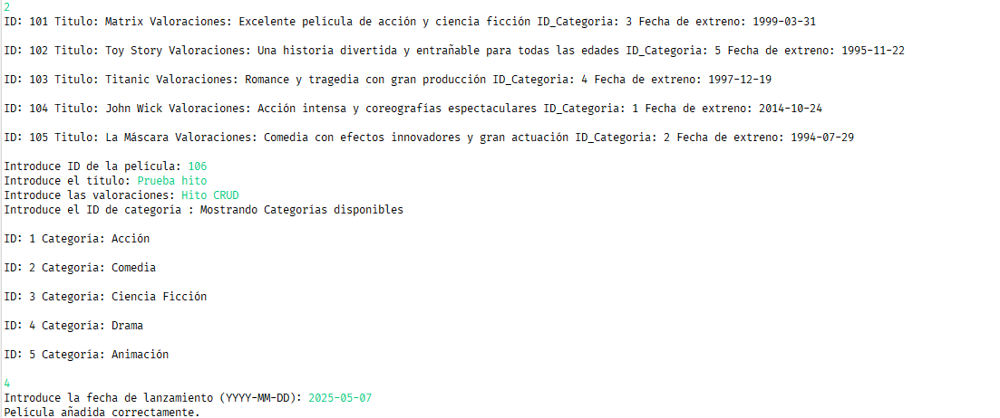 2
ID: 101 Titulo: Matrix Valoraciones: Excelente película de acción y ciencia ficción ID_Categoria: 3 Fecha de extreno: 1999-03-31
ID: 102 Titulo: Toy Story Valoraciones: Una historia divertida y entrañable para todas las edades ID_Categoria: 5 Fecha de extreno: 1995-11-22
ID: 103 Titulo: Titanic Valoraciones: Romance y tragedia con gran producción ID_Categoria: 4 Fecha de extreno: 1997-12-19
ID: 104 Titulo: John Wick Valoraciones: Acción intensa y coreografías espectaculares ID_Categoria: 1 Fecha de extreno: 2014-10-24
ID: 105 Titulo: La Máscara Valoraciones: Comedia con efectos innovadores y gran actuación ID_Categoria: 2 Fecha de extreno: 1994-07-29
Introduce ID de la película: 106
Introduce el título: Prueba hito
Introduce las valoraciones: Hito CRUD
Introduce el ID de categoría : Mostrando Categorías disponibles
ID: 1 Categoría: Acción
ID: 2 Categoría: Comedia
ID: 3 Categoría: Ciencia Ficción
ID: 4 Categoría: Drama
ID: 5 Categoría: Animación
4
Introduce la fecha de lanzamiento (YYYY-MM-DD): 2025-05-07
Película añadida correctamente.